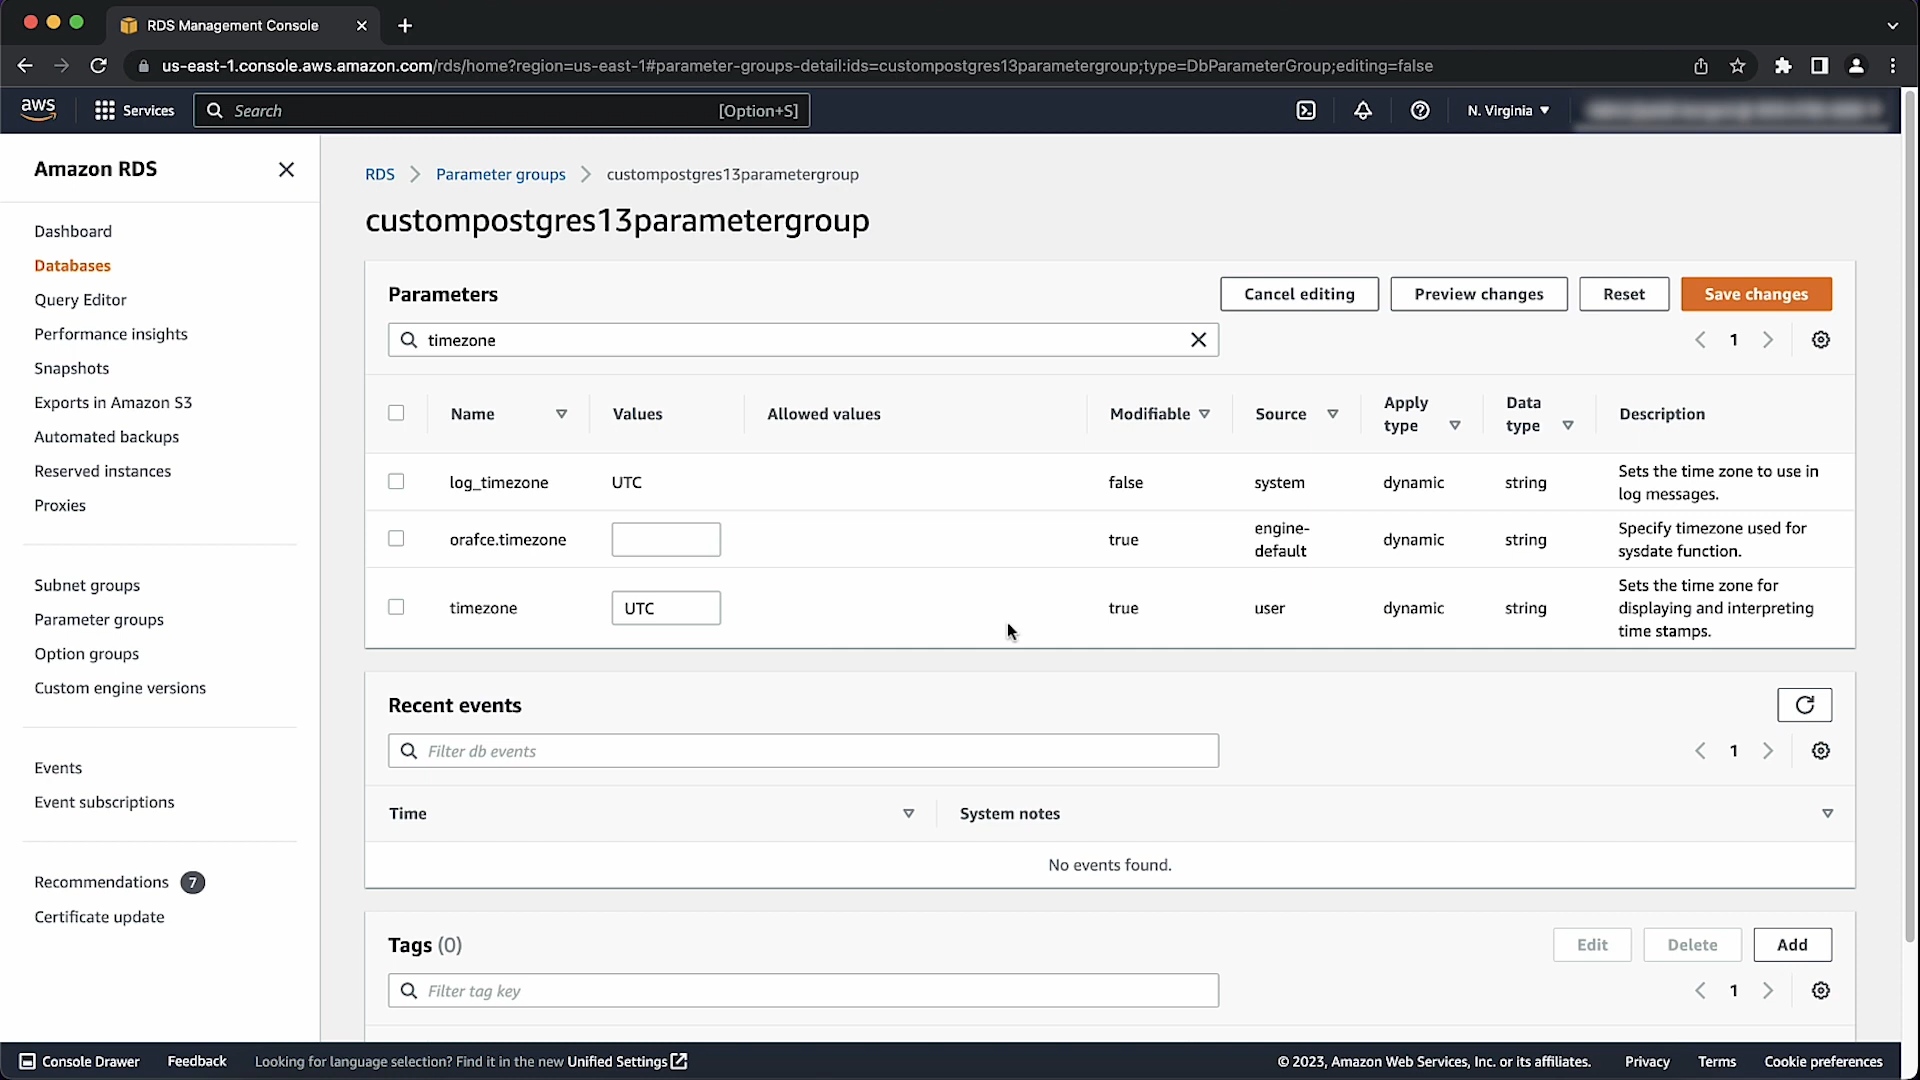 RDS Management Console
us-east-1.console.aws.amazon.com/rds/home?region=us-east-1#parameter-groups-detail:ids=custompostgres13parametergroup;type=DbParameterGroup;editing=false
aws
Services
Search
[Option+S]
N. Virginia
Amazon RDS
Dashboard
Databases
Query Editor
Performance insights
Snapshots
Exports in Amazon S3
Automated backups
Reserved instances
Proxies
Subnet groups
Parameter groups
Option groups
Custom engine versions
Events
Event subscriptions
Recommendations 7
Certificate update
RDS
Parameter groups
custompostgres13parametergroup
custompostgres13parametergroup
Parameters
Cancel editing
Preview changes
Reset
Save changes
timezone
1
Name
Values
Allowed values
Modifiable
Source
Apply
type
Data
type
Description
log_timezone
UTC
false
system
dynamic
string
Sets the time zone to use in
log messages.
orafce.timezone
true
engine-
default
dynamic
string
Specify timezone used for
sysdate function.
timezone
UTC
true
user
dynamic
string
Sets the time zone for
displaying and interpreting
time stamps.
Recent events
Filter db events
1
Time
System notes
No events found.
Tags (0)
Edit
Delete
Add
Filter tag key
1
Console Drawer
Feedback
Looking for language selection? Find it in the new Unified Settings
© 2023, Amazon Web Services, Inc. or its affiliates.
Privacy
Terms
Cookie preferences